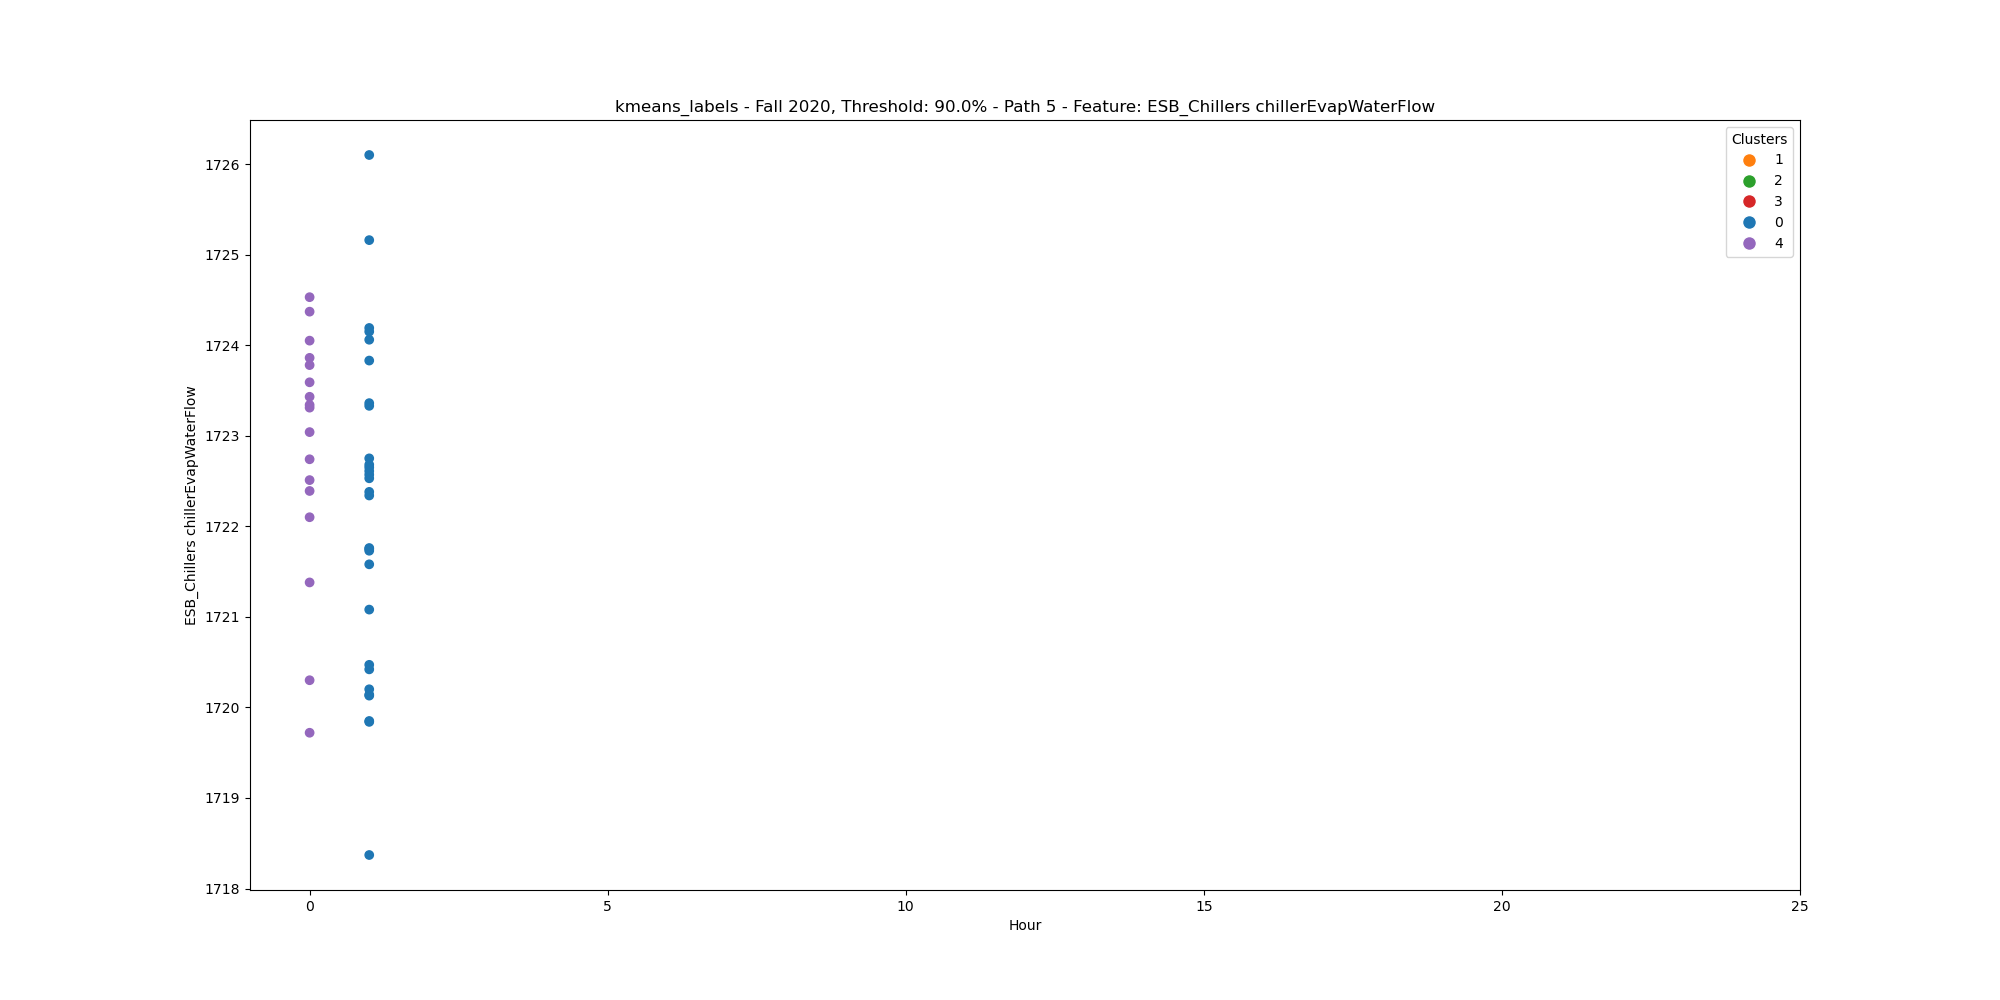 kmeans_labels - Fall 2020, Threshold: 90.0% - Path 5 - Feature: ESB_Chillers chillerEvapWaterFlow
Clusters
1
2
3
0
4
ESB_Chillers chillerEvapWaterFlow
1726
1725
1724
1723
1722
1721
1720
1719
1718
0 5 10 15 20 25
Hour